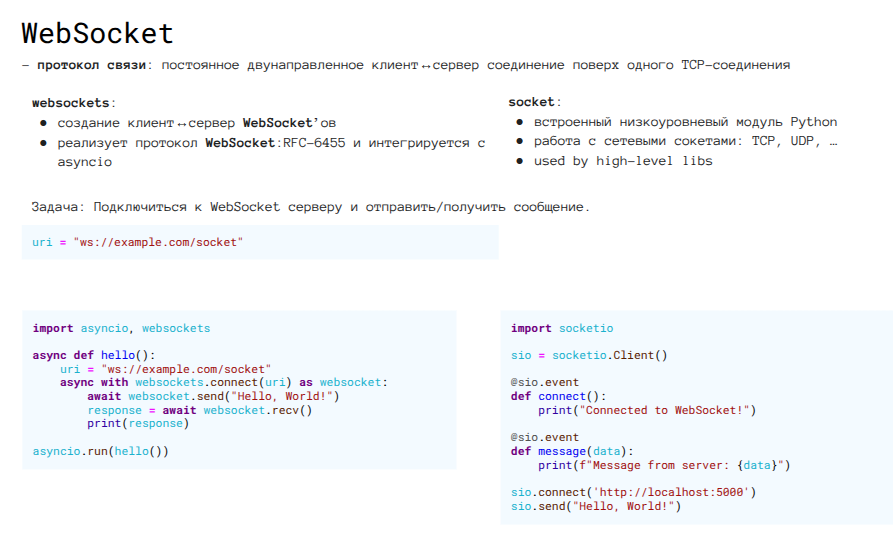 WebSocket
– протокол связи: постоянное двунаправленное клиент↔сервер соединение поверх одного TCP-соединения
websockets:
● создание клиент↔сервер WebSocket'ов
● реализует протокол WebSocket:RFC-6455 и интегрируется с
asyncio
socket:
● встроенный низкоуровневый модуль Python
● работа с сетевыми сокетами: TCP, UDP, …
● used by high-level libs
Задача: Подключиться к WebSocket серверу и отправить/получить сообщение.
uri = "ws://example.com/socket"
import asyncio, websockets
async def hello():
    uri = "ws://example.com/socket"
    async with websockets.connect(uri) as websocket:
        await websocket.send("Hello, World!")
        response = await websocket.recv()
        print(response)
asyncio.run(hello())
import socketio
sio = socketio.Client()
@sio.event
def connect():
    print("Connected to WebSocket!")
@sio.event
def message(data):
    print(f"Message from server: {data}")
sio.connect('http://localhost:5000')
sio.send("Hello, World!")